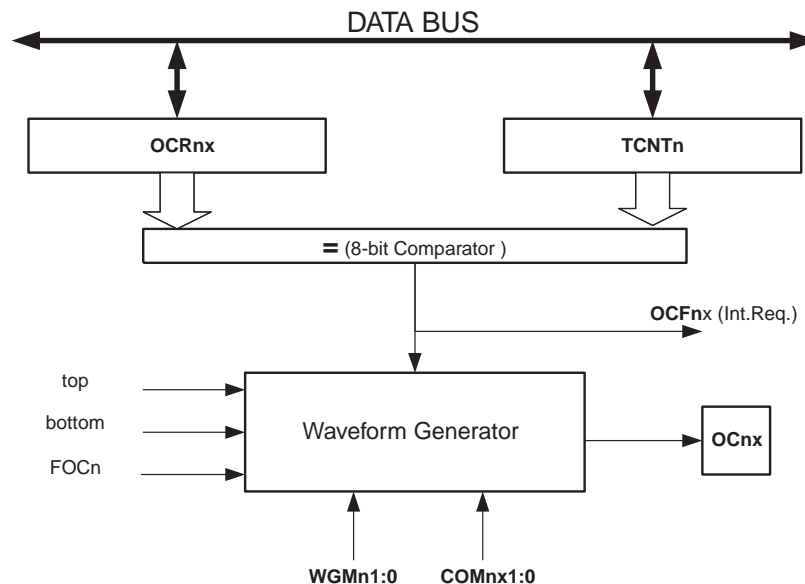 DATA BUS
OCRnx
TCNTn
= (8-bit Comparator )
OCFnx (Int.Req.)
top
bottom
FOCn
Waveform Generator
OCnx
WGMn1:0
COMnx1:0